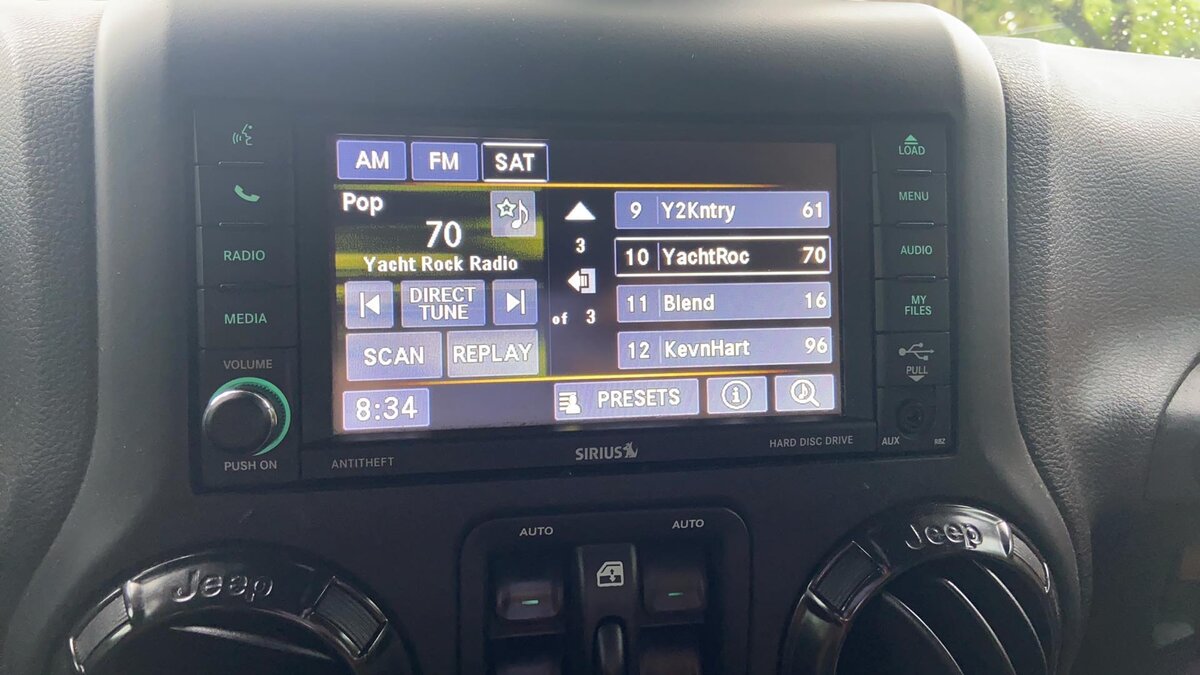 RADIO
MEDIA
VOLUME
PUSH ON
AM FM SAT
Pop
70
Yacht Rock Radio
DIRECT
TUNE
SCAN REPLAY
8:34
3
of 3
9 Y2Kntry 61
10 YachtRoc 70
11 Blend 16
12 KevnHart 96
PRESETS i
LOAD
MENU
AUDIO
MY
FILES
PULL
AUX RBZ
ANTITHEFT SIRIUS HARD DISC DRIVE
AUTO AUTO
Jeep Jeep